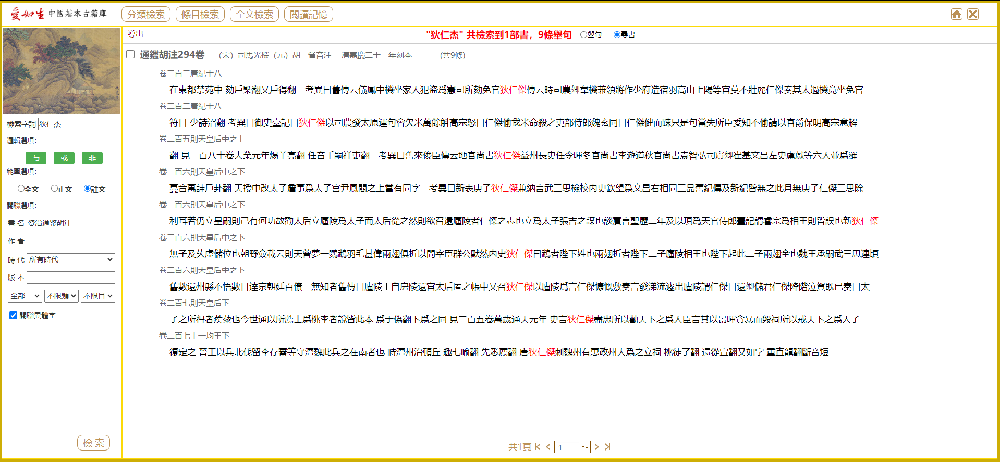 愛如生 中國基本古籍庫 分類檢索 條目檢索 全文檢索 閱讀記憶
導出 "狄仁杰" 共檢索到1部書，9條舉句 舉句 尋書
通鑑胡注294卷 (宋) 司馬光撰 (元) 胡三省音注 清嘉慶二十一年刻本 (共9條)
卷二百二唐紀十八
在東都禁苑中 劾戶槩翻又戶得翻 考異曰舊傳云儀鳳中機坐家人犯盜爲憲司所劾免官狄仁傑傳云時司農卿韋機兼領將作少府造宿羽高山上陽等官莫不壯麗仁傑奏其太過機竟坐免官
卷二百二唐紀十八
符目 少詩沼翻 考異曰御史臺記曰狄仁傑以司農發太原運句會欠米萬餘斛高宗怒曰仁傑偷我米命殺之吏部侍郎魏玄同曰仁傑健而踈只是句當失所臣委知不偷請以官爵保明高宗意解
卷二百五則天皇后中之上
翻 見一百八十卷大業元年煬羊亮翻 任音壬嗣祥吏翻 考異曰舊來俊臣傳云地官尚書狄仁傑益州長史任令暉冬官尚書李遊道秋官尚書袁智弘司賔卿崔基文昌左史盧獻等六人並爲羅
卷二百六則天皇后中之下
蔓音萬註戶卦翻 天授中改太子詹事爲太子官尹鳳閣之上當有同字 考異曰新表庚子狄仁傑兼納言武三思檢校内史欽望爲文昌右相同三品舊紀傳及新紀皆無之此月無庚子仁傑三思除
卷二百六則天皇后中之下
利耳若仍立皇嗣則己有何功故勸太后立廬陵爲太子而太后從之然則欲召還廬陵者仁傑之志也立爲太子張吉之謀也談賔言聖歷二年及以頊爲天官侍郎臺記謂睿宗爲相王則皆誤也新狄仁傑
卷二百六則天皇后中之下
無子及乆虚儲位也朝野僉載云則天曾夢一鸚鵡羽毛甚偉兩翅俱折以問宰臣群公默然内史狄仁傑曰鵡者陛下姓也兩翅折者陛下二子廬陵相王也陛下起此二子兩翅全也魏王承嗣武三思連頊
卷二百六則天皇后中之下
舊數還州縣不悟數日逹京朝廷百僚一無知者舊傳曰廬陵王自房陵還宫太后匿之帳中又召狄仁傑以廬陵爲言仁傑慷慨敷奏言發涕流遽出廬陵謂仁傑曰還卿儲君仁傑降階泣賀既已奏曰太
卷二百七則天皇后下
子之所得者蒺藜也今世通以所薦士爲桃李者說皆此本 爲于偽翻下爲之同 見二百五卷萬歲通天元年 史言狄仁傑盡忠所以勸天下之爲人臣言其以景暉貪暴而毀祠所以戒天下之爲人子
卷二百七十一均王下
復定之 晉王以兵北伐留李存審等守澶魏此兵之在南者也 時澶州治頓丘 趣七喻翻 先悉薦翻 唐狄仁傑刺魏州有惠政州人爲之立祠 桃徒了翻 還從宣翻又如字 重直龍翻斷音短
檢索字詞 狄仁杰
邏輯選項:
与 或 非
範圍選項:
全文 正文 註文
關聯選項:
書 名 资治通鉴胡注
作 者
時 代 所有時代
版 本
全部 不限類 不限目
關聯異體字
檢 索
共1頁 1